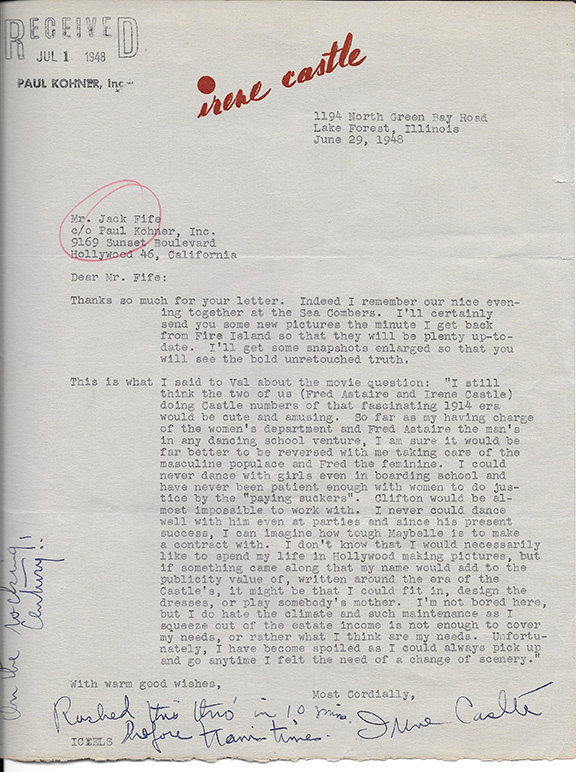 RECEIVED
JUL 1 1948
PAUL KOHNER, Inc.
irene castle
1194 North Green Bay Road
Lake Forest, Illinois
June 29, 1948
Mr. Jack Fife
c/o Paul Kohner, Inc.
9169 Sunset Boulevard
Hollywood 46, California
Dear Mr. Fife:
Thanks so much for your letter. Indeed I remember our nice even-
ing together at the Sea Combers. I'll certainly
send you some new pictures the minute I get back
from Fire Island so that they will be plenty up-to-
date. I'll get some snapshots enlarged so that you
will see the bold unretouched truth.
This is what I said to Val about the movie question: "I still
think the two of us (Fred Astaire and Irene Castle)
doing Castle numbers of that fascinating 1914 era
would be cute and amusing. So far as my having charge
of the women's department and Fred Astaire the man's
in any dancing school venture, I am sure it would be
far better to be reversed with me taking care of the
masculine populace and Fred the feminine. I could
never dance with girls even in boarding school and
have never been patient enough with women to do jus-
tice by the "paying suckers". Clifton would be al-
most impossible to work with. I never could dance
well with him even at parties and since his present
success, I can imagine how tough Maybelle is to make
a contract with. I don't know that I would necessarily
like to spend my life in Hollywood making pictures, but
if something came along that my name would add to the
publicity value of, written around the era of the
Castle's, it might be that I could fit in, design the
dresses, or play somebody's mother. I'm not bored here,
but I do hate the climate and such maintenance as I
squeeze out of the estate income is not enough to cover
my needs, or rather what I think are my needs. Unfortu-
nately, I have become spoiled as I could always pick up
and go anytime I felt the need of a change of scenery."
With warm good wishes,
Most Cordially,
Rushed this thro' in 10 mins.
before train time.
Irene Castle
ICEELS
On the rocking
Century!!